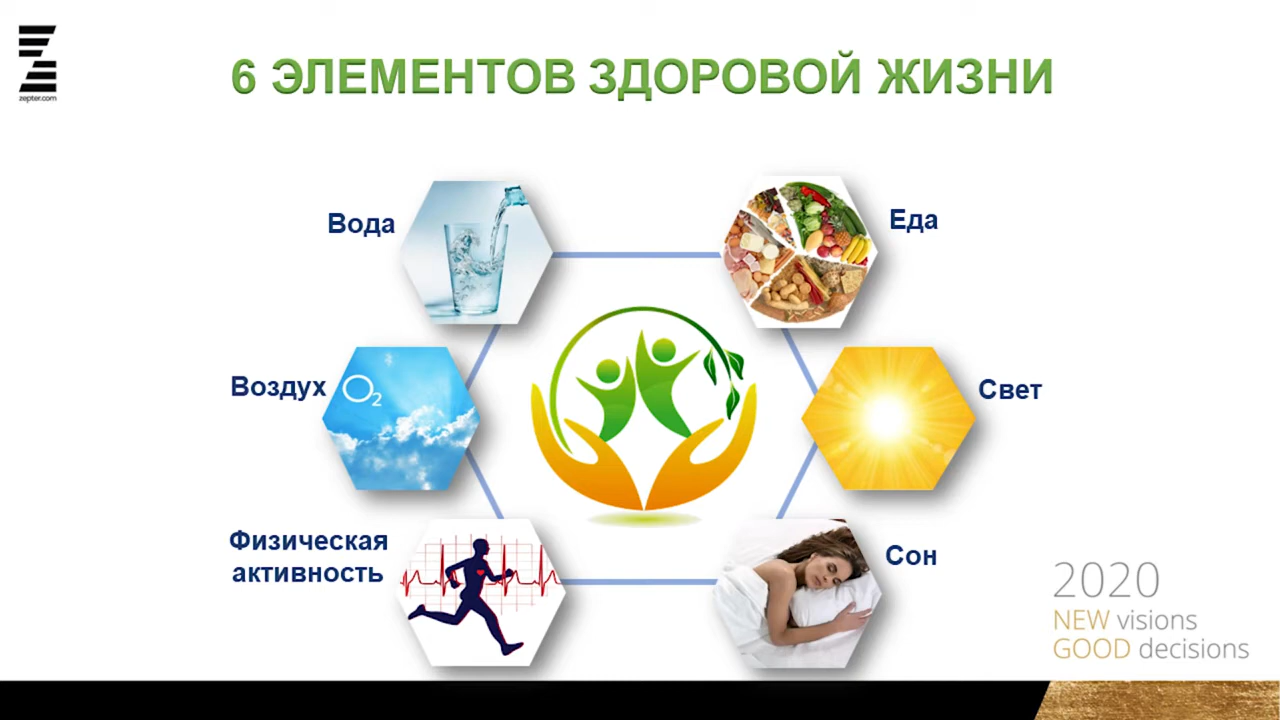 zepter.com
6 ЭЛЕМЕНТОВ ЗДОРОВОЙ ЖИЗНИ
Вода
Еда
Воздух
O2
Свет
Физическая
активность
Сон
2020
NEW visions
GOOD decisions